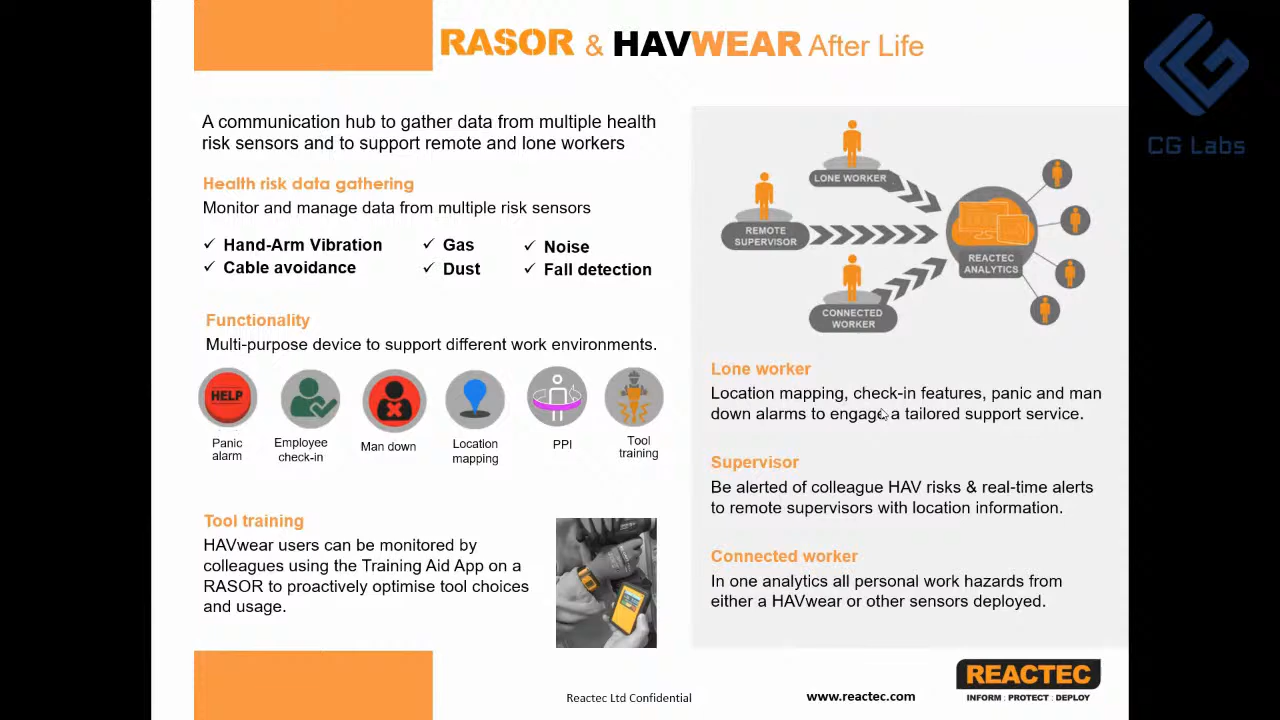 RASOR & HAVWEAR After Life
CG Labs
A communication hub to gather data from multiple health
risk sensors and to support remote and lone workers
Health risk data gathering
Monitor and manage data from multiple risk sensors
✓ Hand-Arm Vibration
✓ Gas
✓ Noise
✓ Cable avoidance
✓ Dust
✓ Fall detection
Functionality
Multi-purpose device to support different work environments.
HELP
Panic
alarm
Employee
check-in
Man down
Location
mapping
PPI
Tool
training
Tool training
HAVwear users can be monitored by
colleagues using the Training Aid App on a
RASOR to proactively optimise tool choices
and usage.
LONE WORKER
REMOTE
SUPERVISOR
CONNECTED
WORKER
REACTEC
ANALYTICS
Lone worker
Location mapping, check-in features, panic and man
down alarms to engage a tailored support service.
Supervisor
Be alerted of colleague HAV risks & real-time alerts
to remote supervisors with location information.
Connected worker
In one analytics all personal work hazards from
either a HAVwear or other sensors deployed.
Reactec Ltd Confidential
www.reactec.com
REACTEC
INFORM : PROTECT : DEPLOY